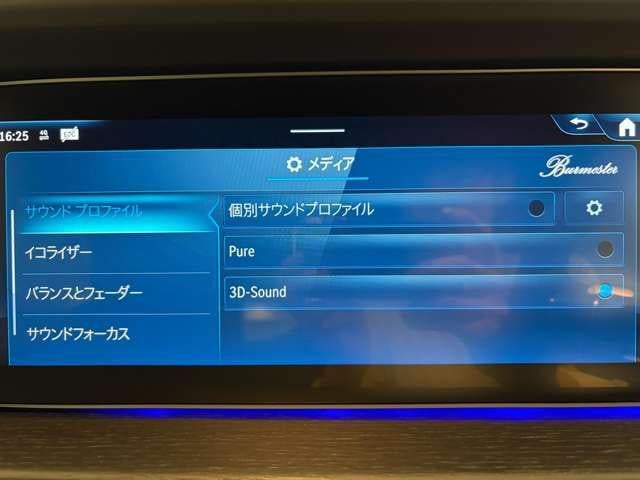 16:25 4G
メディア
Burmester
サウンド プロファイル
個別サウンドプロファイル
イコライザー
Pure
バランスとフェーダー
3D-Sound
サウンドフォーカス